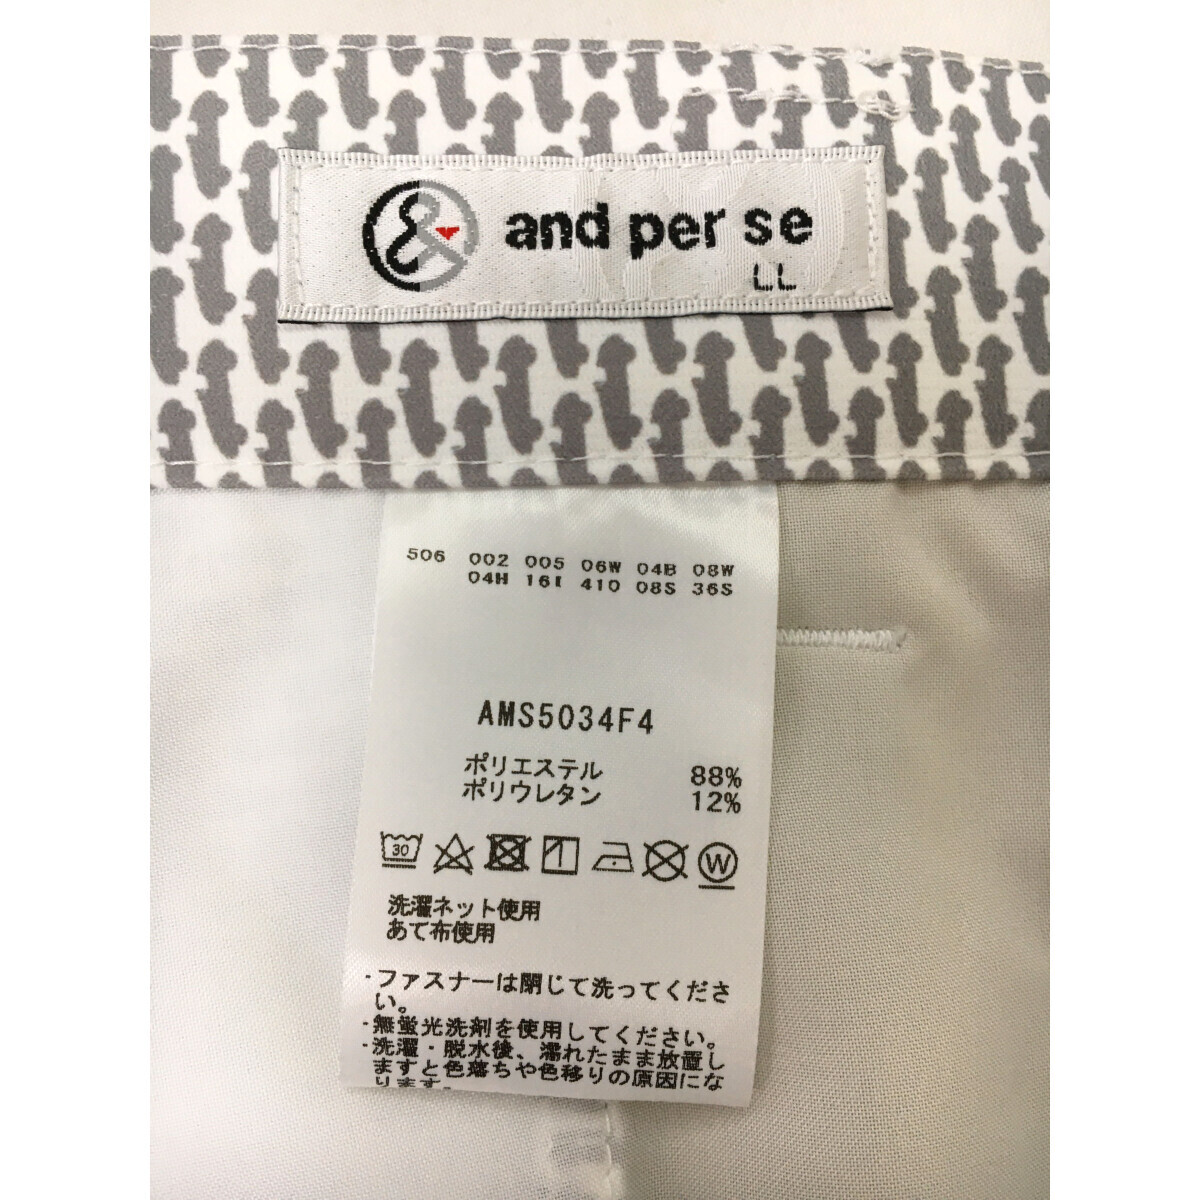 and per se
LL
506 002 005 06W 04B 08W
04H 16I 410 08S 36S
AMS5034F4
ポリエステル 88%
ポリウレタン 12%
30
W
洗濯ネット使用
あて布使用
・ファスナーは閉じて洗ってくださ
い。
・無蛍光洗剤を使用してください。
・洗濯・脱水後、濡れたまま放置し
ますと色落ちや色移りの原因にな
ります。